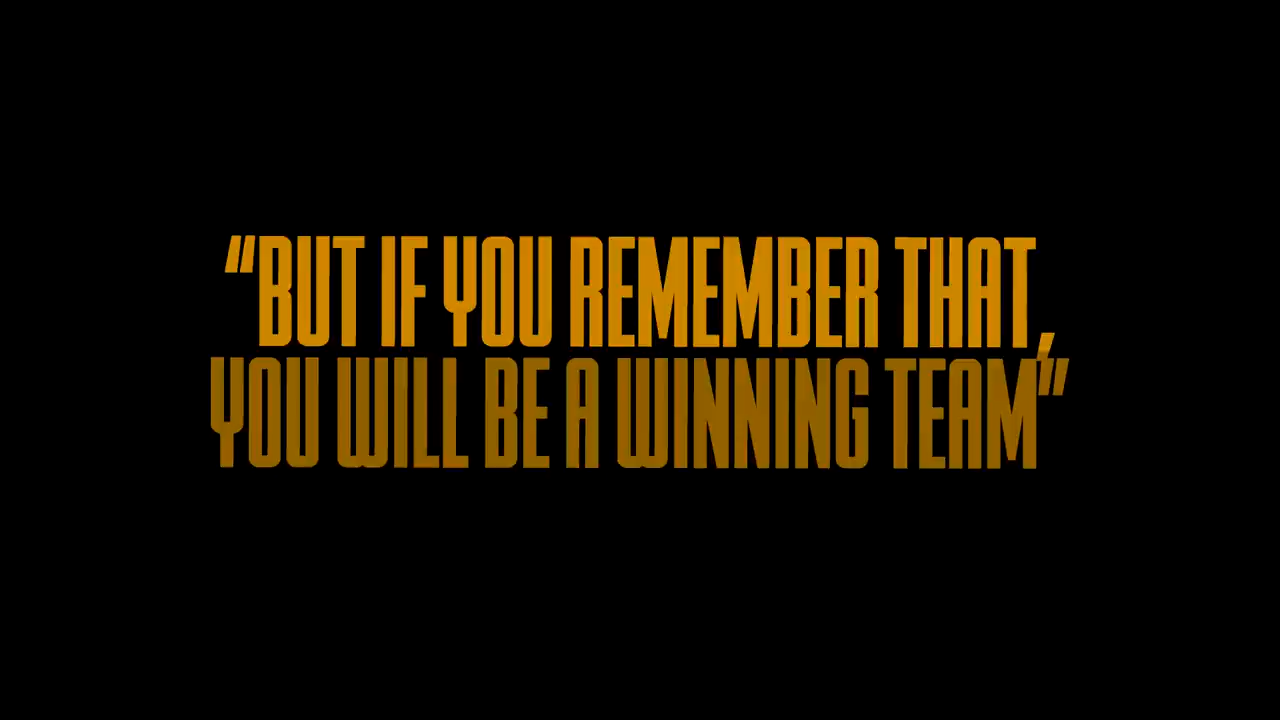 “BUT IF YOU REMEMBER THAT,
YOU WILL BE A WINNING TEAM”